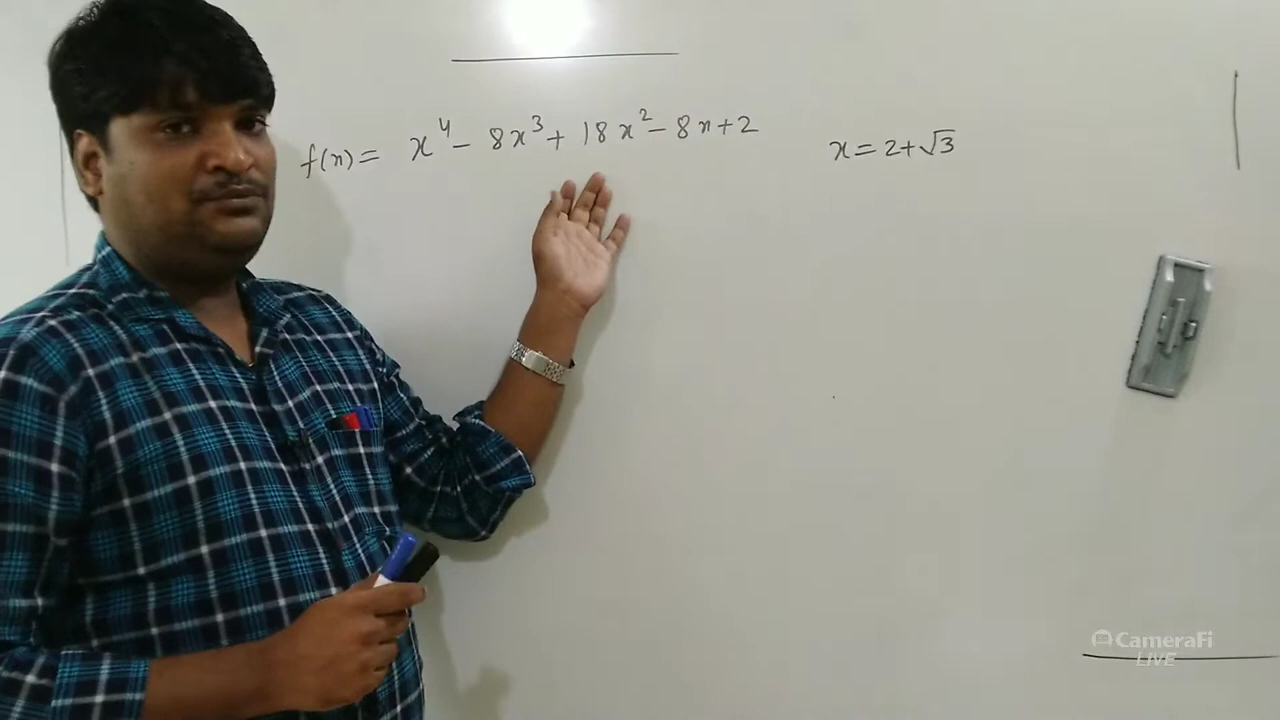 f(x) = x⁴ - 8x³ + 18x² - 8x + 2
x = 2 + √3
CameraFi
LIVE